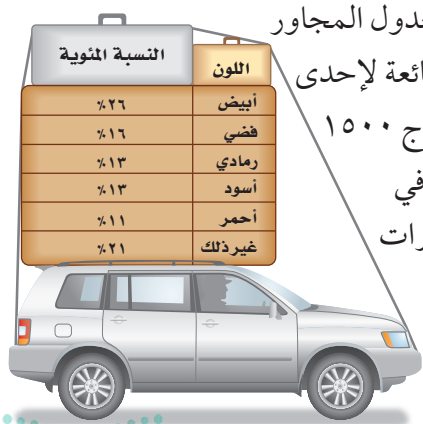 جدول المجاور
ائعة لإحدى
ج ١٥٠٠
في
رات
اللون النسبة المئوية
أبيض ٢٦٪
فضي ١٦٪
رمادي ١٣٪
أسود ١٣٪
أحمر ١١٪
غير ذلك ٢١٪